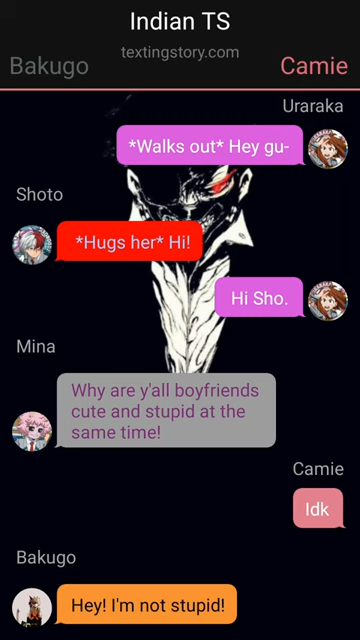 Indian TS
textingstory.com
Bakugo
Camie
Uraraka
*Walks out* Hey gu-
Shoto
*Hugs her* Hi!
Hi Sho.
Mina
Why are y'all boyfriends
cute and stupid at the
same time!
Camie
Idk
Bakugo
Hey! I'm not stupid!